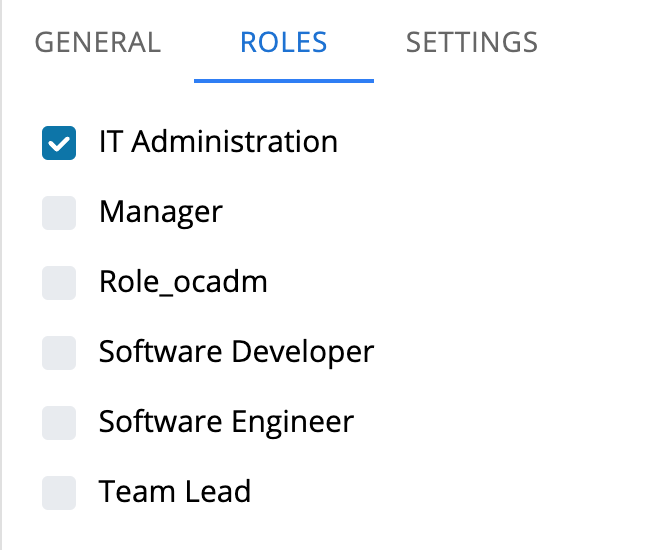 GENERAL ROLES SETTINGS
IT Administration
Manager
Role_ocadm
Software Developer
Software Engineer
Team Lead